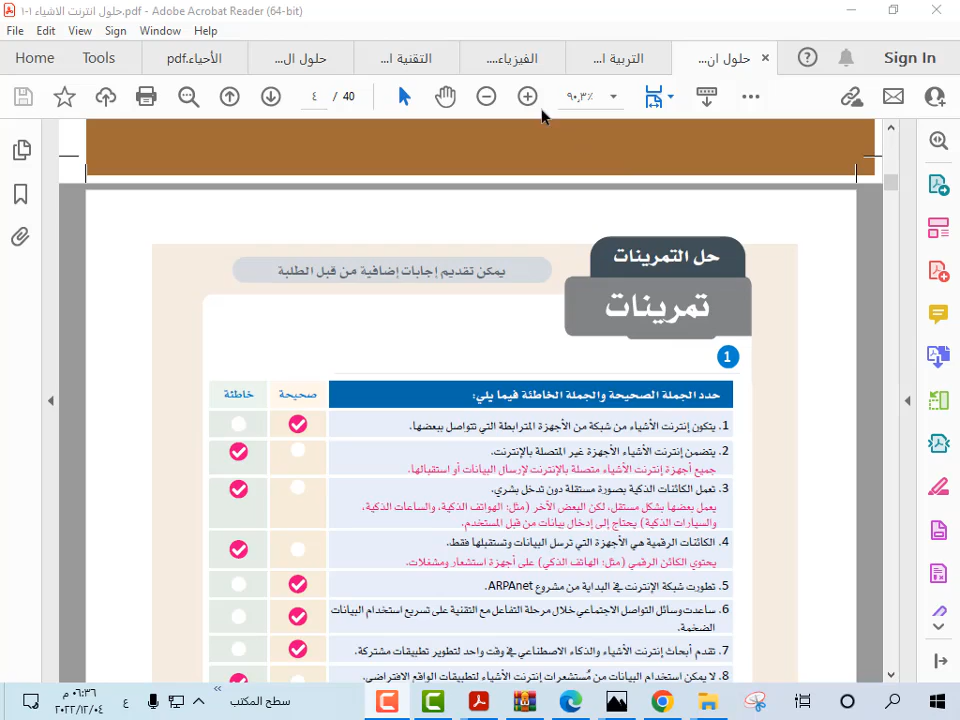 حلول انترنت الاشياء ١-١.pdf - Adobe Acrobat Reader (64-bit)
File Edit View Sign Window Help
Home Tools الأحياء.pdf حلول ال... التقنية ا... الفيزياء.... التربية ا... حلول ان... Sign In
٤ / 40 ٩٠,٣٪
حل التمرينات
يمكن تقديم إجابات إضافية من قبل الطلبة
تمرينات
1
حدد الجملة الصحيحة والجملة الخاطئة فيما يلي: صحيحة خاطئة
1. يتكون إنترنت الأشياء من شبكة من الأجهزة المترابطة التي تتواصل ببعضها.
2. يتضمن إنترنت الأشياء الأجهزة غير المتصلة بالإنترنت.
جميع أجهزة إنترنت الأشياء متصلة بالإنترنت لإرسال البيانات أو استقبالها.
3. تعمل الكائنات الذكية بصورة مستقلة دون تدخل بشري.
يعمل بعضها بشكل مستقل، لكن البعض الآخر (مثل: الهواتف الذكية، والساعات الذكية،
والسيارات الذكية) يحتاج إلى إدخال بيانات من قبل المستخدم.
4. الكائنات الرقمية هي الأجهزة التي ترسل البيانات وتستقبلها فقط.
يحتوي الكائن الرقمي (مثل: الهاتف الذكي) على أجهزة استشعار ومشغلات.
5. تطورت شبكة الإنترنت في البداية من مشروع ARPAnet.
6. ساعدت وسائل التواصل الاجتماعي خلال مرحلة التفاعل مع التقنية على تسريع استخدام البيانات
الضخمة.
7. تقدم أبحاث إنترنت الأشياء والذكاء الاصطناعي في وقت واحد لتطوير تطبيقات مشتركة.
8. لا يمكن استخدام البيانات من مُستشعرات إنترنت الأشياء لتطبيقات الواقع الافتراضي.
٠٦:٣٦ م
٢٠٢٢/١٢/٠٤
ع
سطح المكتب